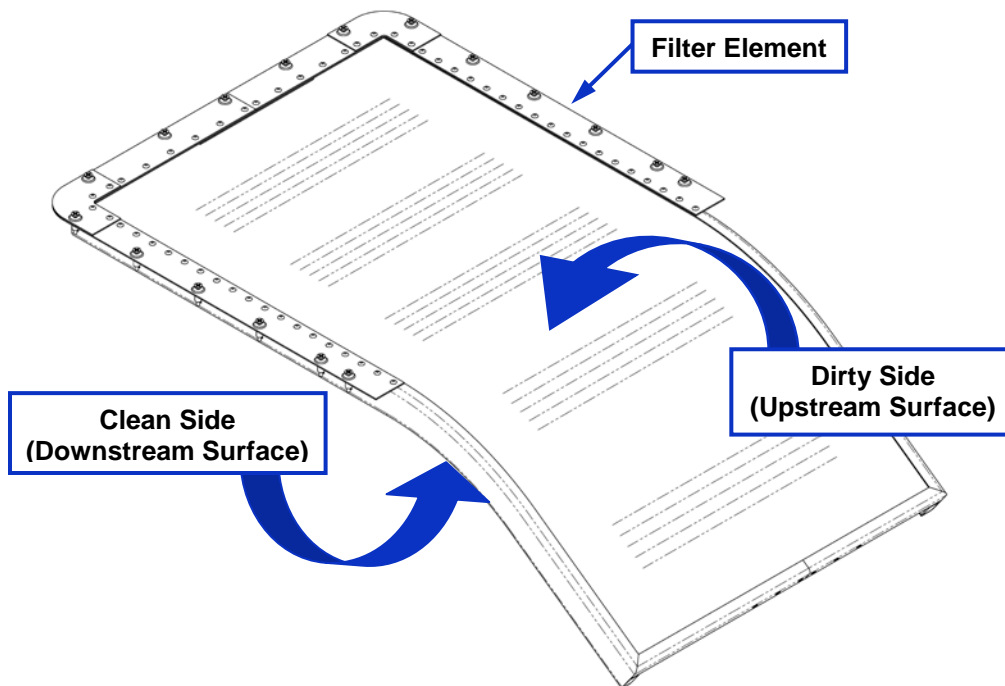 Filter Element
Dirty Side
(Upstream Surface)
Clean Side
(Downstream Surface)